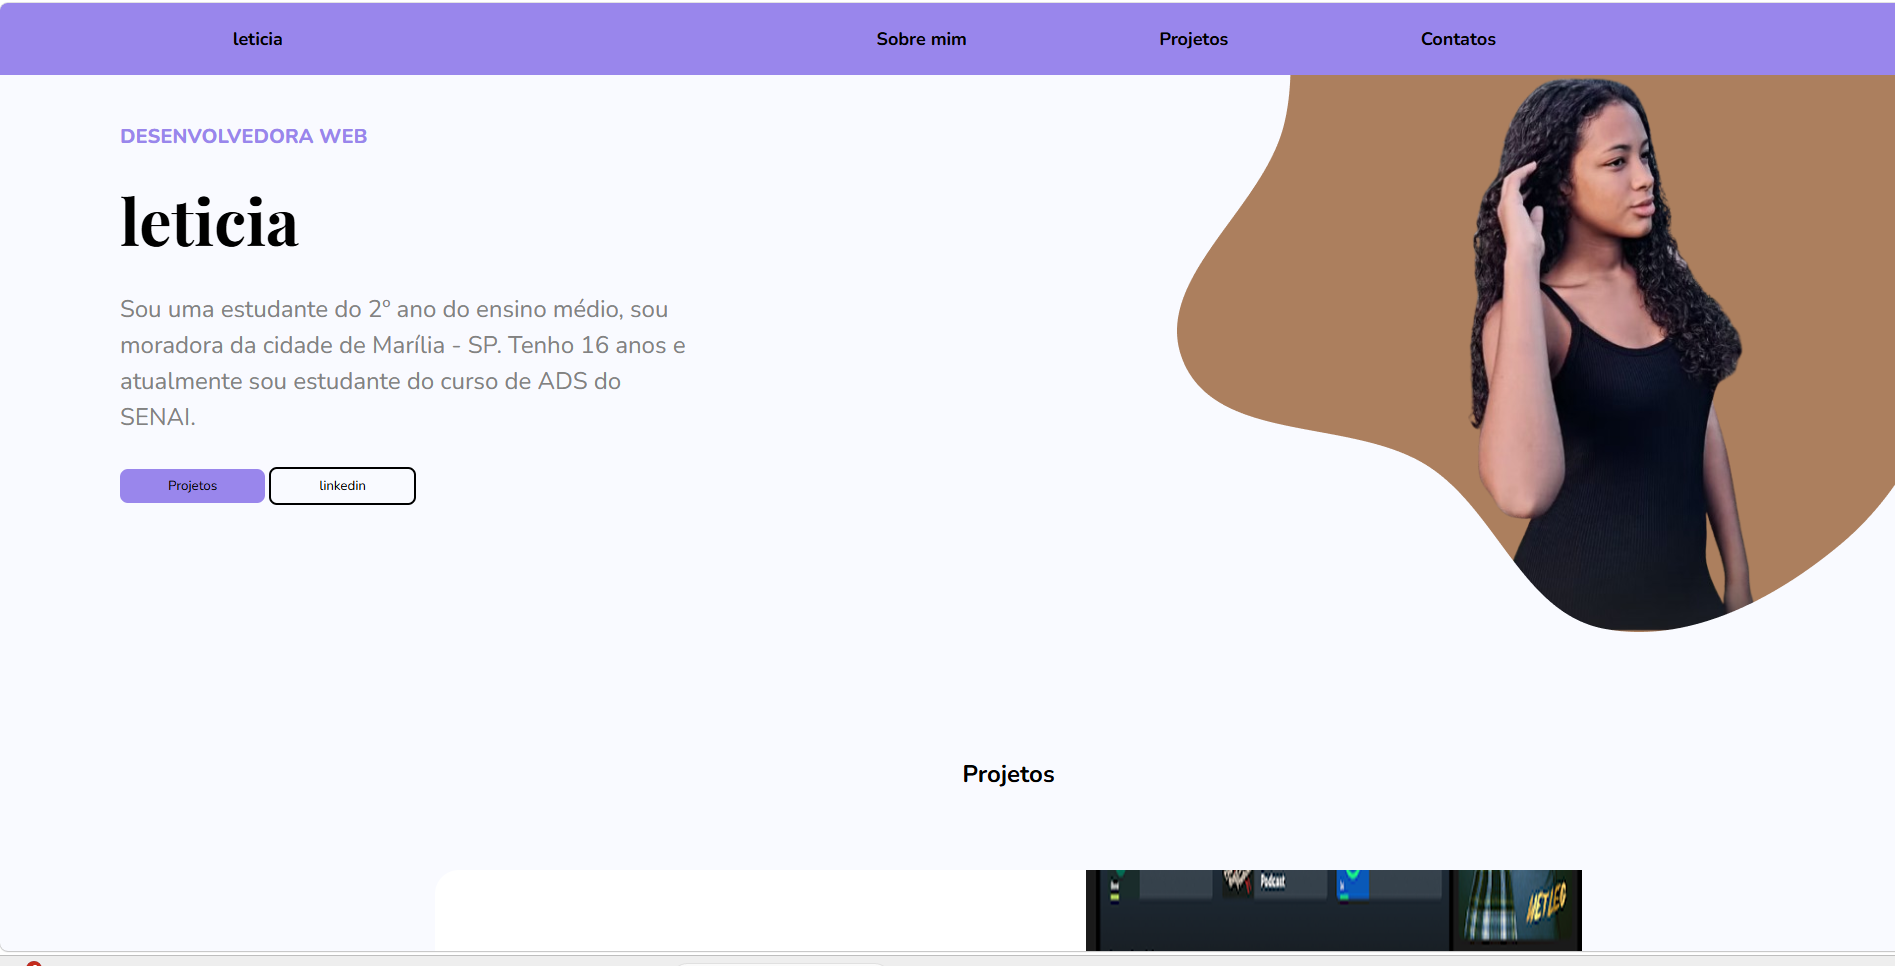 leticia
Sobre mim
Projetos
Contatos
DESENVOLVEDORA WEB
leticia
Sou uma estudante do 2º ano do ensino médio, sou
moradora da cidade de Marília - SP. Tenho 16 anos e
atualmente sou estudante do curso de ADS do
SENAI.
Projetos
linkedin
Projetos
Podcast